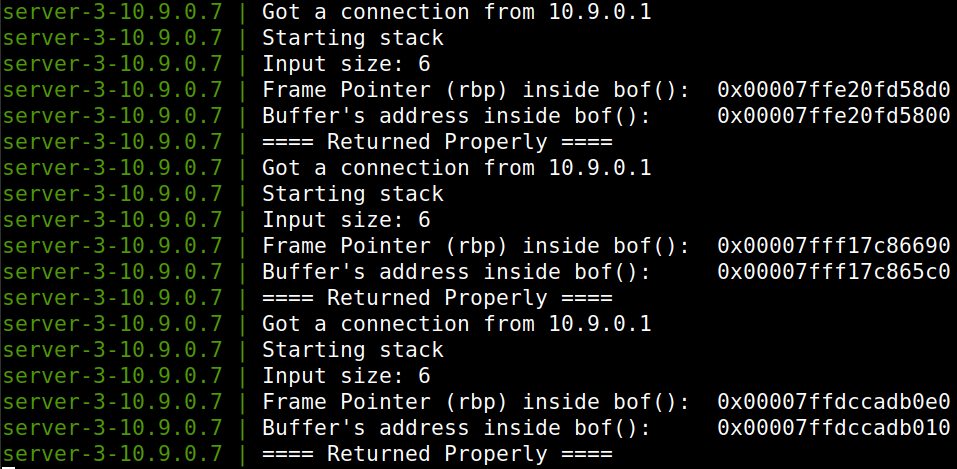 server-3-10.9.0.7 | Got a connection from 10.9.0.1
server-3-10.9.0.7 | Starting stack
server-3-10.9.0.7 | Input size: 6
server-3-10.9.0.7 | Frame Pointer (rbp) inside bof():  0x00007ffe20fd58d0
server-3-10.9.0.7 | Buffer's address inside bof():     0x00007ffe20fd5800
server-3-10.9.0.7 | ==== Returned Properly ====
server-3-10.9.0.7 | Got a connection from 10.9.0.1
server-3-10.9.0.7 | Starting stack
server-3-10.9.0.7 | Input size: 6
server-3-10.9.0.7 | Frame Pointer (rbp) inside bof():  0x00007fff17c86690
server-3-10.9.0.7 | Buffer's address inside bof():     0x00007fff17c865c0
server-3-10.9.0.7 | ==== Returned Properly ====
server-3-10.9.0.7 | Got a connection from 10.9.0.1
server-3-10.9.0.7 | Starting stack
server-3-10.9.0.7 | Input size: 6
server-3-10.9.0.7 | Frame Pointer (rbp) inside bof():  0x00007ffdccadb0e0
server-3-10.9.0.7 | Buffer's address inside bof():     0x00007ffdccadb010
server-3-10.9.0.7 | ==== Returned Properly ====